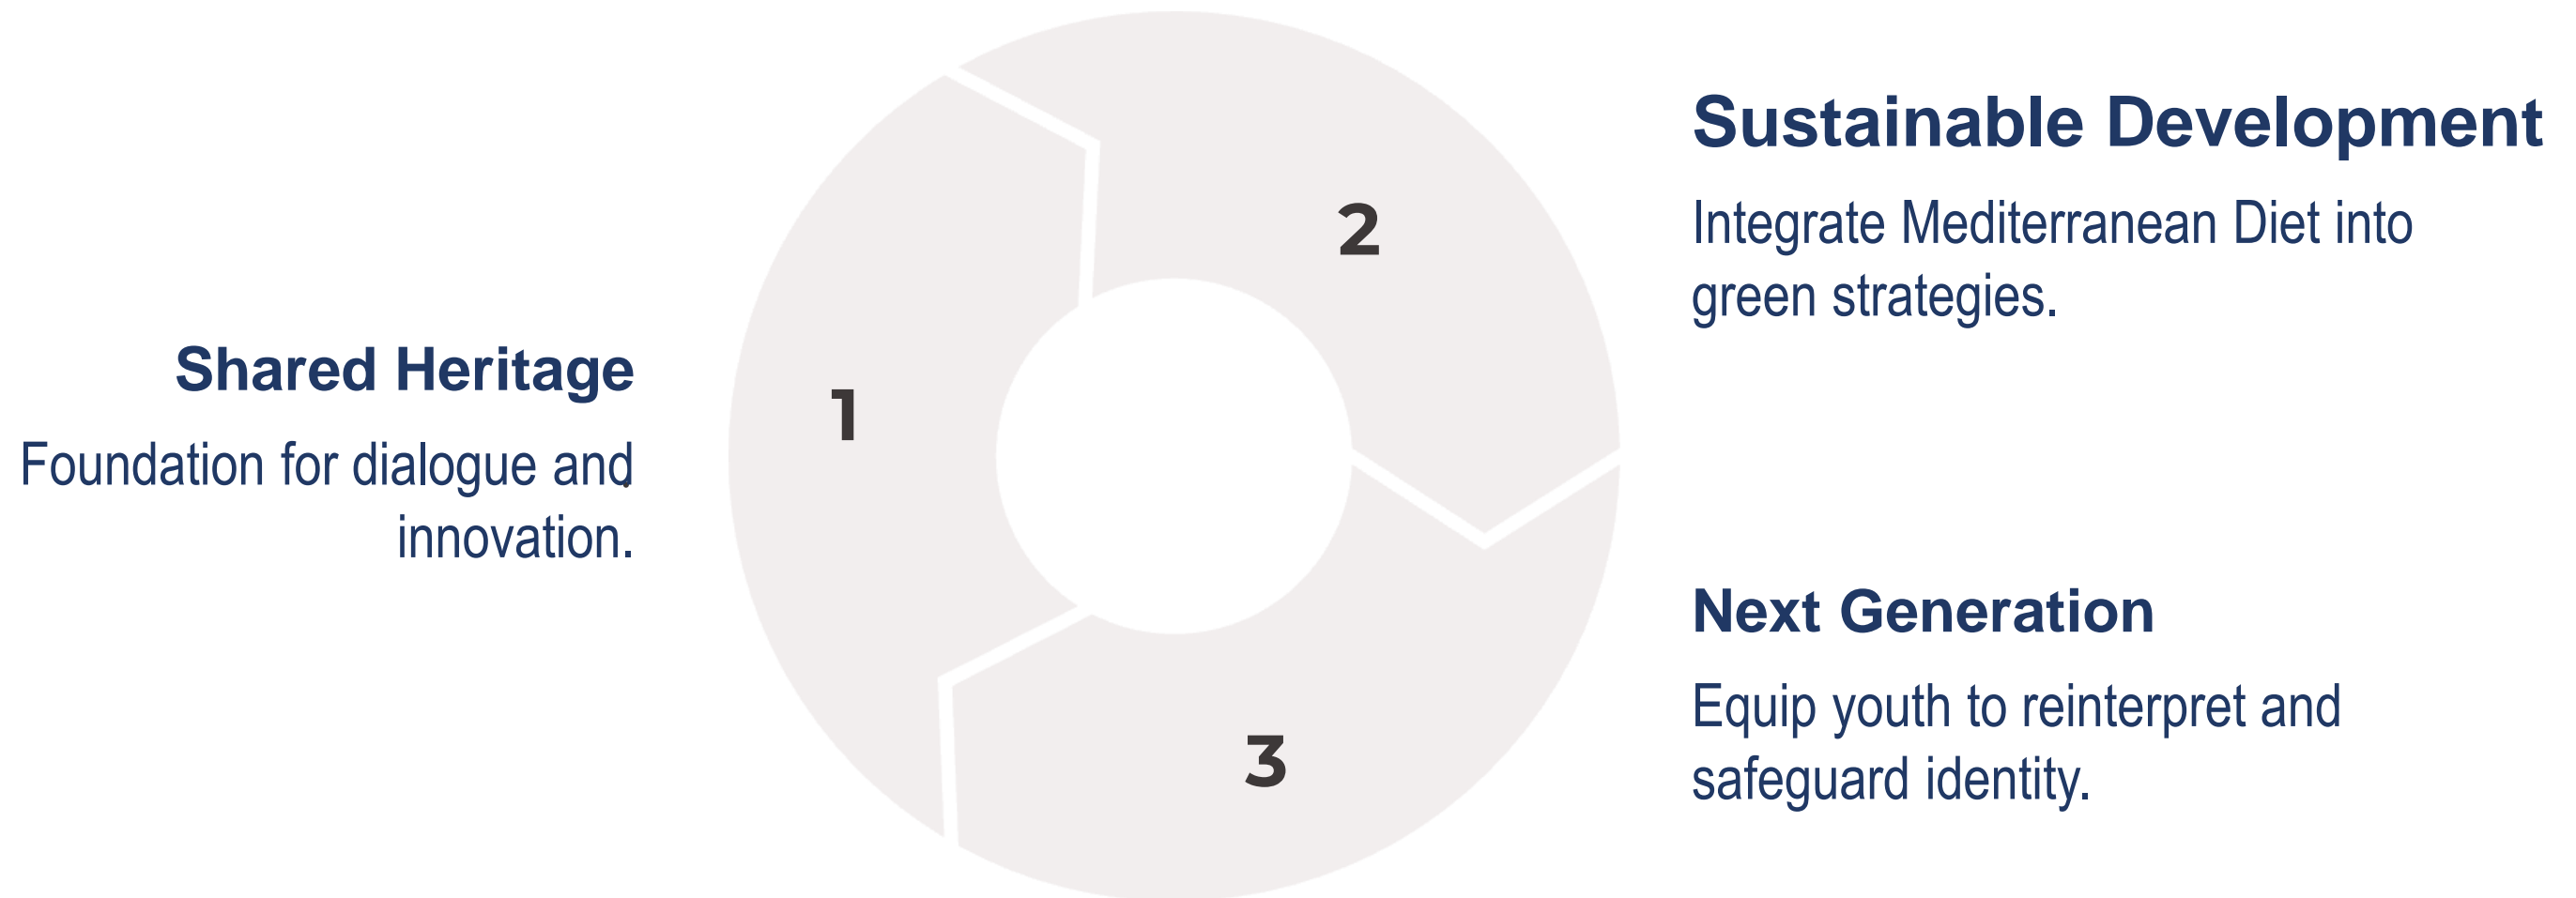 Shared Heritage
Foundation for dialogue and
innovation.
1
2
Sustainable Development
Integrate Mediterranean Diet into
green strategies.
3
Next Generation
Equip youth to reinterpret and
safeguard identity.